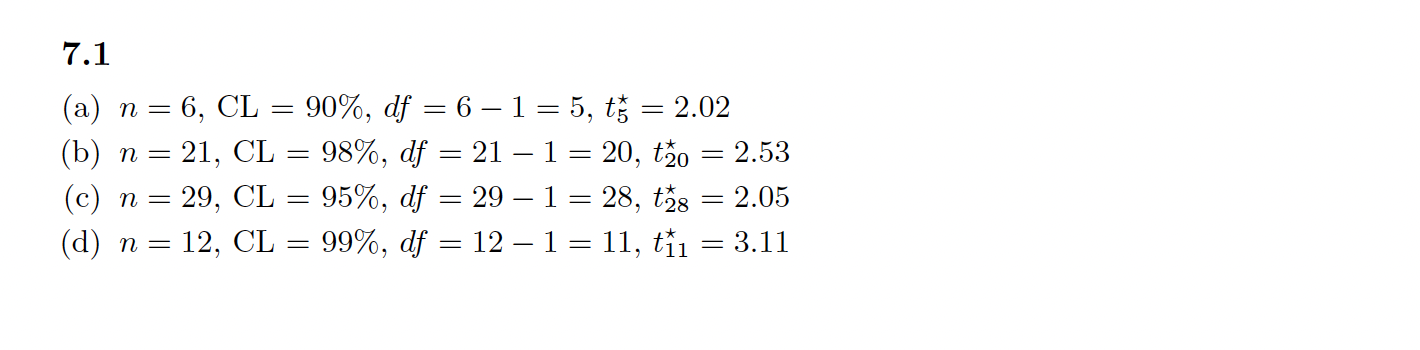 7.1
(a) n = 6, CL = 90%, df = 6 − 1 = 5, t⋆5 = 2.02
(b) n = 21, CL = 98%, df = 21 − 1 = 20, t⋆20 = 2.53
(c) n = 29, CL = 95%, df = 29 − 1 = 28, t⋆28 = 2.05
(d) n = 12, CL = 99%, df = 12 − 1 = 11, t⋆11 = 3.11